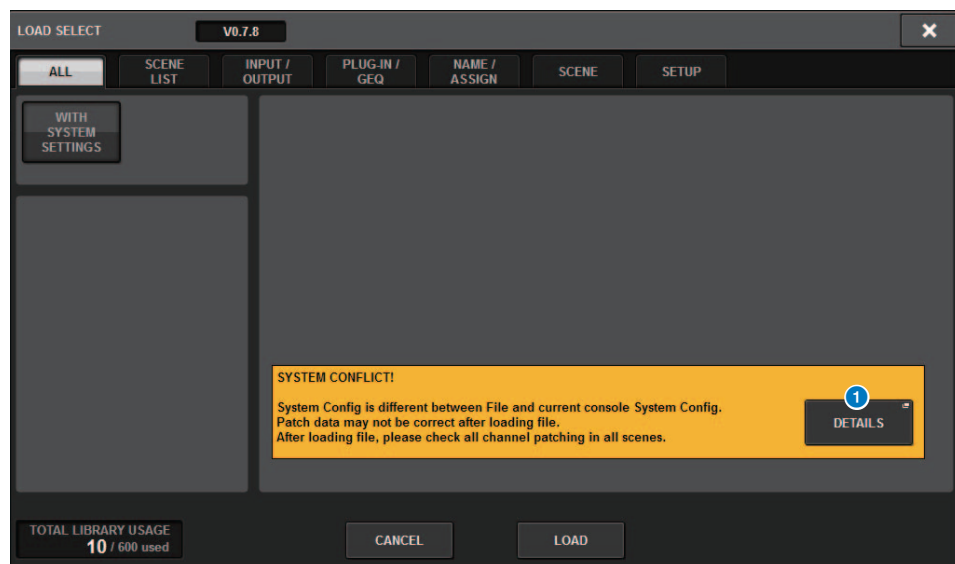 LOAD SELECT
V0.7.8
ALL
SCENE
LIST
INPUT /
OUTPUT
PLUG-IN /
GEQ
NAME /
ASSIGN
SCENE
SETUP
WITH
SYSTEM
SETTINGS
SYSTEM CONFLICT!
System Config is different between File and current console System Config.
Patch data may not be correct after loading file.
After loading file, please check all channel patching in all scenes.
1
DETAILS
TOTAL LIBRARY USAGE
10 / 600 used
CANCEL
LOAD